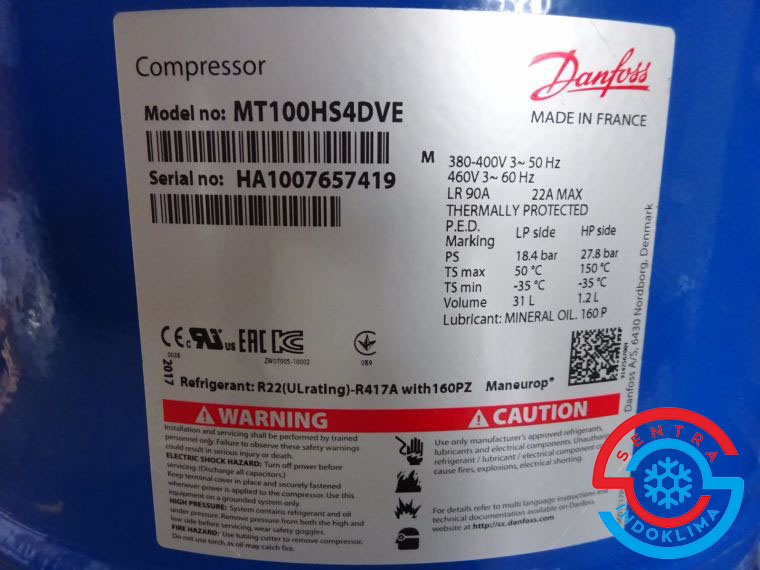 Compressor
Danfoss
MADE IN FRANCE
Model no: MT100HS4DVE
Serial no: HA1007657419
M 380-400V 3~ 50 Hz
460V 3~ 60 Hz
LR 90A 22A MAX
THERMALLY PROTECTED
P.E.D. LP side HP side
Marking
PS 18.4 bar 27.8 bar
TS max 50 °C 150 °C
TS min -35 °C -35 °C
Volume 31 L 1.2 L
Lubricant: MINERAL OIL. 160 P
CE c UL us EAC
0038 ZW07005-10002 089
2017
Refrigerant: R22(ULrating)-R417A with160PZ Maneurop®
Danfoss A/S, 6430 Nordborg, Denmark
WARNING
Installation and servicing shall be performed by trained
personnel only. Failure to observe these safety warnings
could result in serious injury or death.
ELECTRIC SHOCK HAZARD: Turn off power before
servicing. (Discharge all capacitors.)
Keep terminal cover in place and securely fastened
whenever power is applied to the compressor. Use this
equipment on a grounded system only.
HIGH PRESSURE: System contains refrigerant and oil
under pressure. Remove pressure from both high and
low side before servicing, wear safety goggles.
FIRE HAZARD: Use tubing cutter to remove compressor.
Do not use torch as oil may catch fire.
CAUTION
Use only manufacturer's approved refrigerants,
lubricants and electrical components. Unauthor
refrigerant / lubricant / electrical component c
cause fires, explosions, electrical shorting.
For details refer to multi language instructions and
technical documentation available on Danfoss.
website at http://cc.danfoss.com
SENTRA
INDOKLIMA